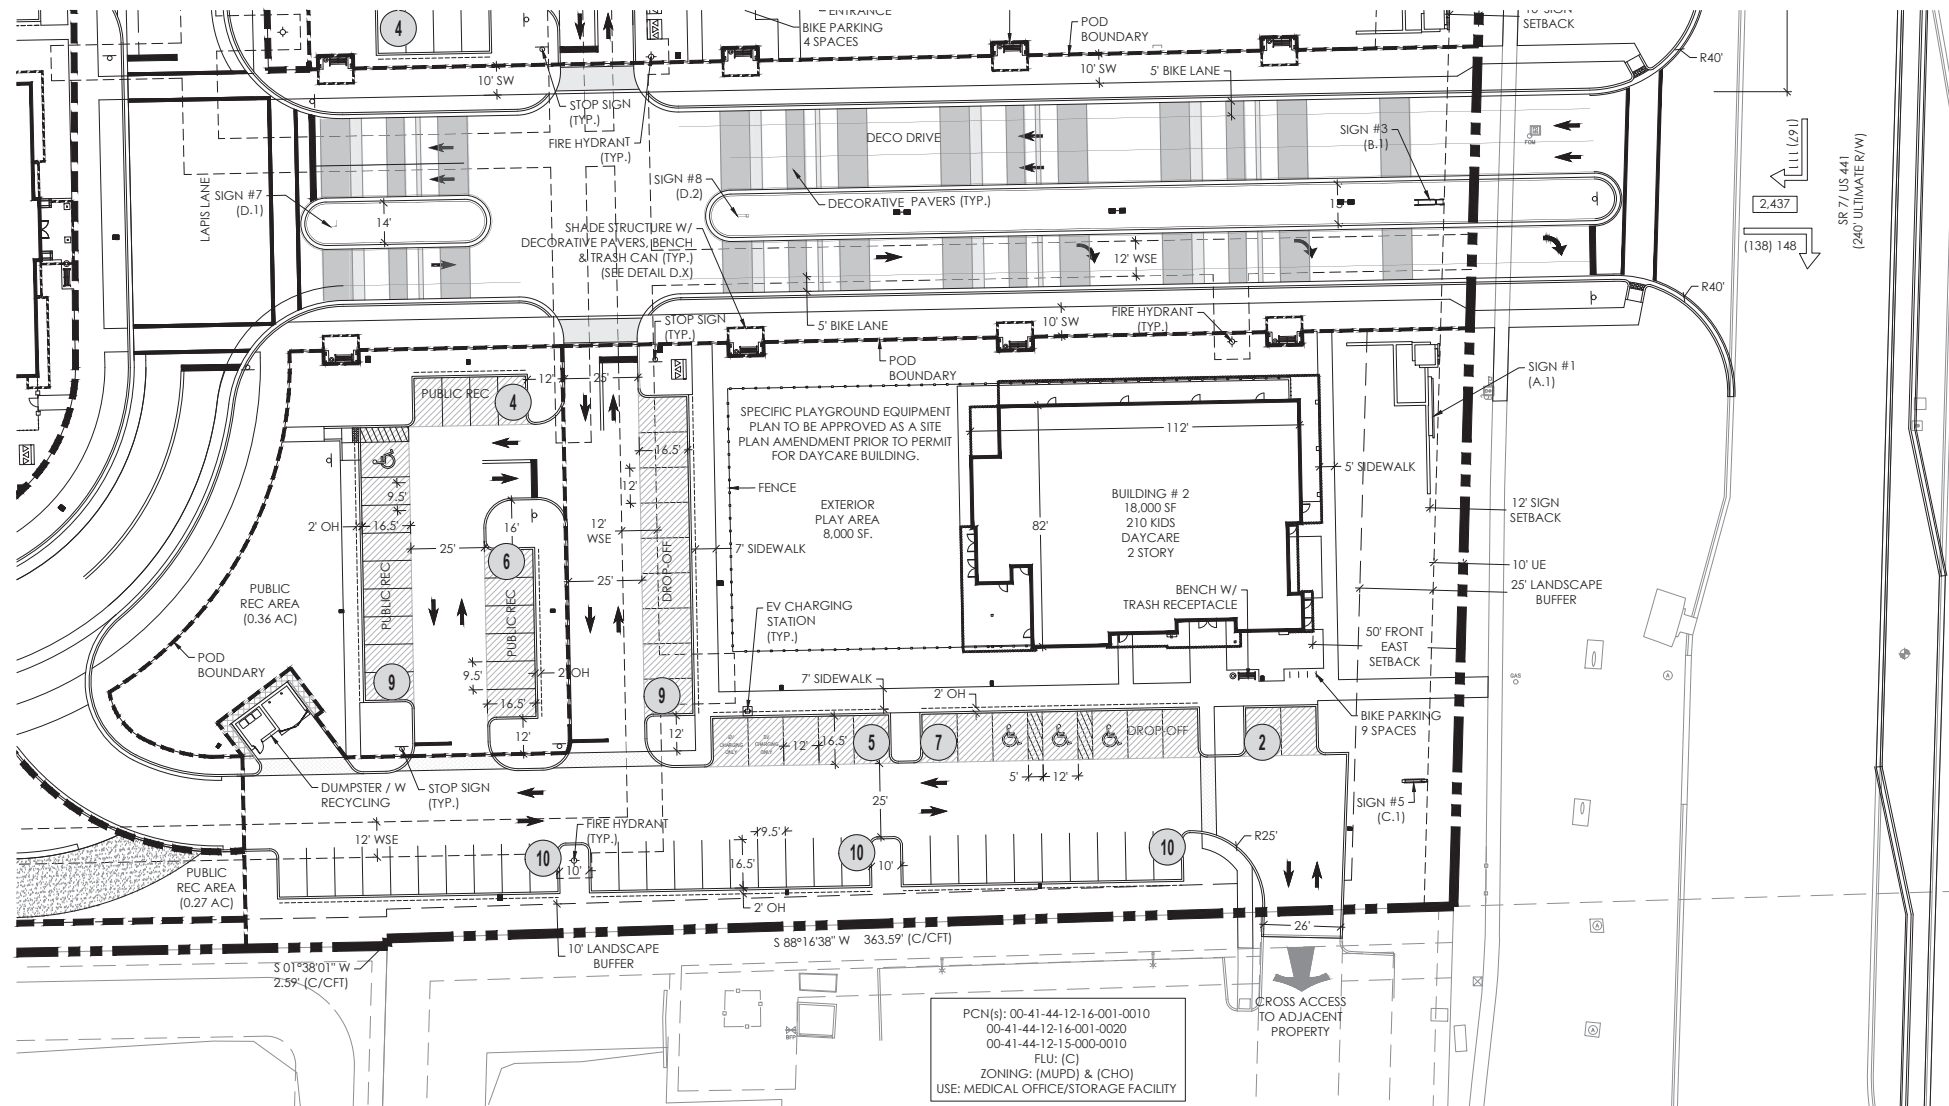 4
ENTRANCE
BIKE PARKING
4 SPACES
POD
BOUNDARY
SETBACK
R40'
10' SW
10' SW
5' BIKE LANE
STOP SIGN
(TYP.)
FIRE HYDRANT
(TYP.)
DECO DRIVE
SIGN #3
(B.1)
FOM
LAPIS LANE
SIGN #7
(D.1)
14'
SIGN #8
(D.2)
DECORATIVE PAVERS (TYP.)
(167) 111
2,437
(138) 148
SR 7/ US 441
(240' ULTIMATE R/W)
SHADE STRUCTURE W/
DECORATIVE PAVERS, BENCH
& TRASH CAN (TYP.)
(SEE DETAIL D.X)
12' WSE
R40'
STOP SIGN
(TYP.)
5' BIKE LANE
10' SW
FIRE HYDRANT
(TYP.)
POD
BOUNDARY
SIGN #1
(A.1)
PUBLIC REC
4
12'
25'
SPECIFIC PLAYGROUND EQUIPMENT
PLAN TO BE APPROVED AS A SITE
PLAN AMENDMENT PRIOR TO PERMIT
FOR DAYCARE BUILDING.
112'
16.5'
12'
5' SIDEWALK
FENCE
9.5'
EXTERIOR
PLAY AREA
8,000 SF.
BUILDING # 2
18,000 SF
210 KIDS
DAYCARE
2 STORY
82'
12' SIGN
SETBACK
2' OH
16.5'
16'
12'
WSE
25'
6
7' SIDEWALK
DROP-OFF
10' UE
25' LANDSCAPE
BUFFER
PUBLIC
REC AREA
(0.36 AC)
PUBLIC REC
PUBLIC REC
25'
EV CHARGING
STATION
(TYP.)
BENCH W/
TRASH RECEPTACLE
50' FRONT
EAST
SETBACK
POD
BOUNDARY
9
9.5'
2' OH
16.5'
9
7' SIDEWALK
2' OH
GAS
12'
12'
EV
CHARGING
ONLY
EV
CHARGING
ONLY
12'
16.5'
5
7
DROP-OFF
2
BIKE PARKING
9 SPACES
DUMPSTER / W
RECYCLING
STOP SIGN
(TYP.)
5'
12'
25'
SIGN #5
(C.1)
12' WSE
FIRE HYDRANT
(TYP.)
10
10'
9.5'
16.5'
10
10'
10
R25'
PUBLIC
REC AREA
(0.27 AC)
2' OH
26'
S 88°16'38" W 363.59' (C/CFT)
10' LANDSCAPE
BUFFER
S 01°38'01" W
2.59' (C/CFT)
CROSS ACCESS
TO ADJACENT
PROPERTY
BFP
PCN(s): 00-41-44-12-16-001-0010
00-41-44-12-16-001-0020
00-41-44-12-15-000-0010
FLU: (C)
ZONING: (MUPD) & (CHO)
USE: MEDICAL OFFICE/STORAGE FACILITY